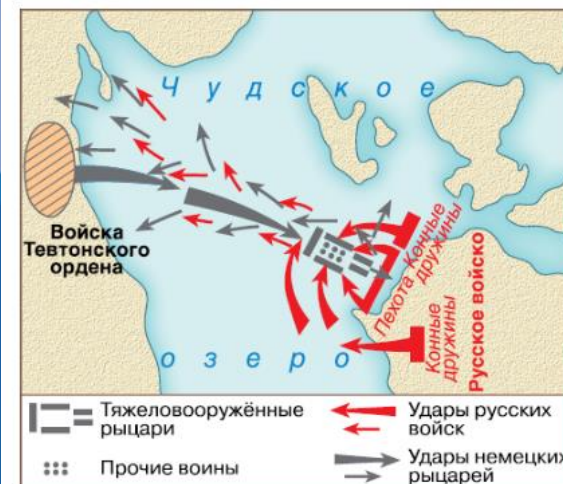 Чудское
озеро
Войска
Тевтонского
ордена
Конные
дружины
Пехота
Конные
дружины
Русское войско
Тяжеловооружённые
рыцари
Прочие воины
Удары русских
войск
Удары немецких
рыцарей